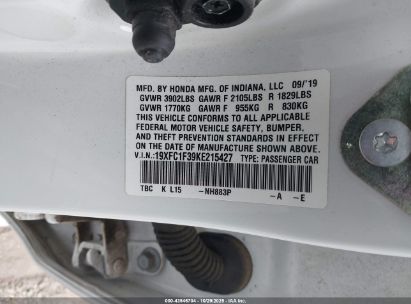 MFD. BY HONDA MFG. OF INDIANA, LLC 09/'19
GVWR 3902LBS GAWR F 2105LBS R 1829LBS
GVWR 1770KG GAWR F 955KG R 830KG
THIS VEHICLE CONFORMS TO ALL APPLICABLE
FEDERAL MOTOR VEHICLE SAFETY, BUMPER,
AND THEFT PREVENTION STANDARDS IN EFFECT
ON THE DATE OF MANUFACTURE SHOWN ABOVE.
V.I.N.:19XFC1F39KE215427 TYPE:PASSENGER CAR
TBC K L15 -NH883P -A -E